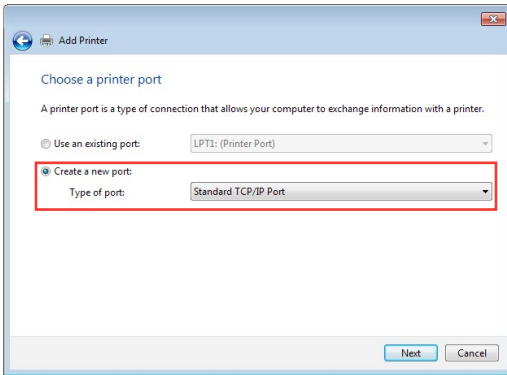 Add Printer
Choose a printer port
A printer port is a type of connection that allows your computer to exchange information with a printer.
Use an existing port:
LPT1: (Printer Port)
Create a new port:
Type of port:
Standard TCP/IP Port
Next
Cancel